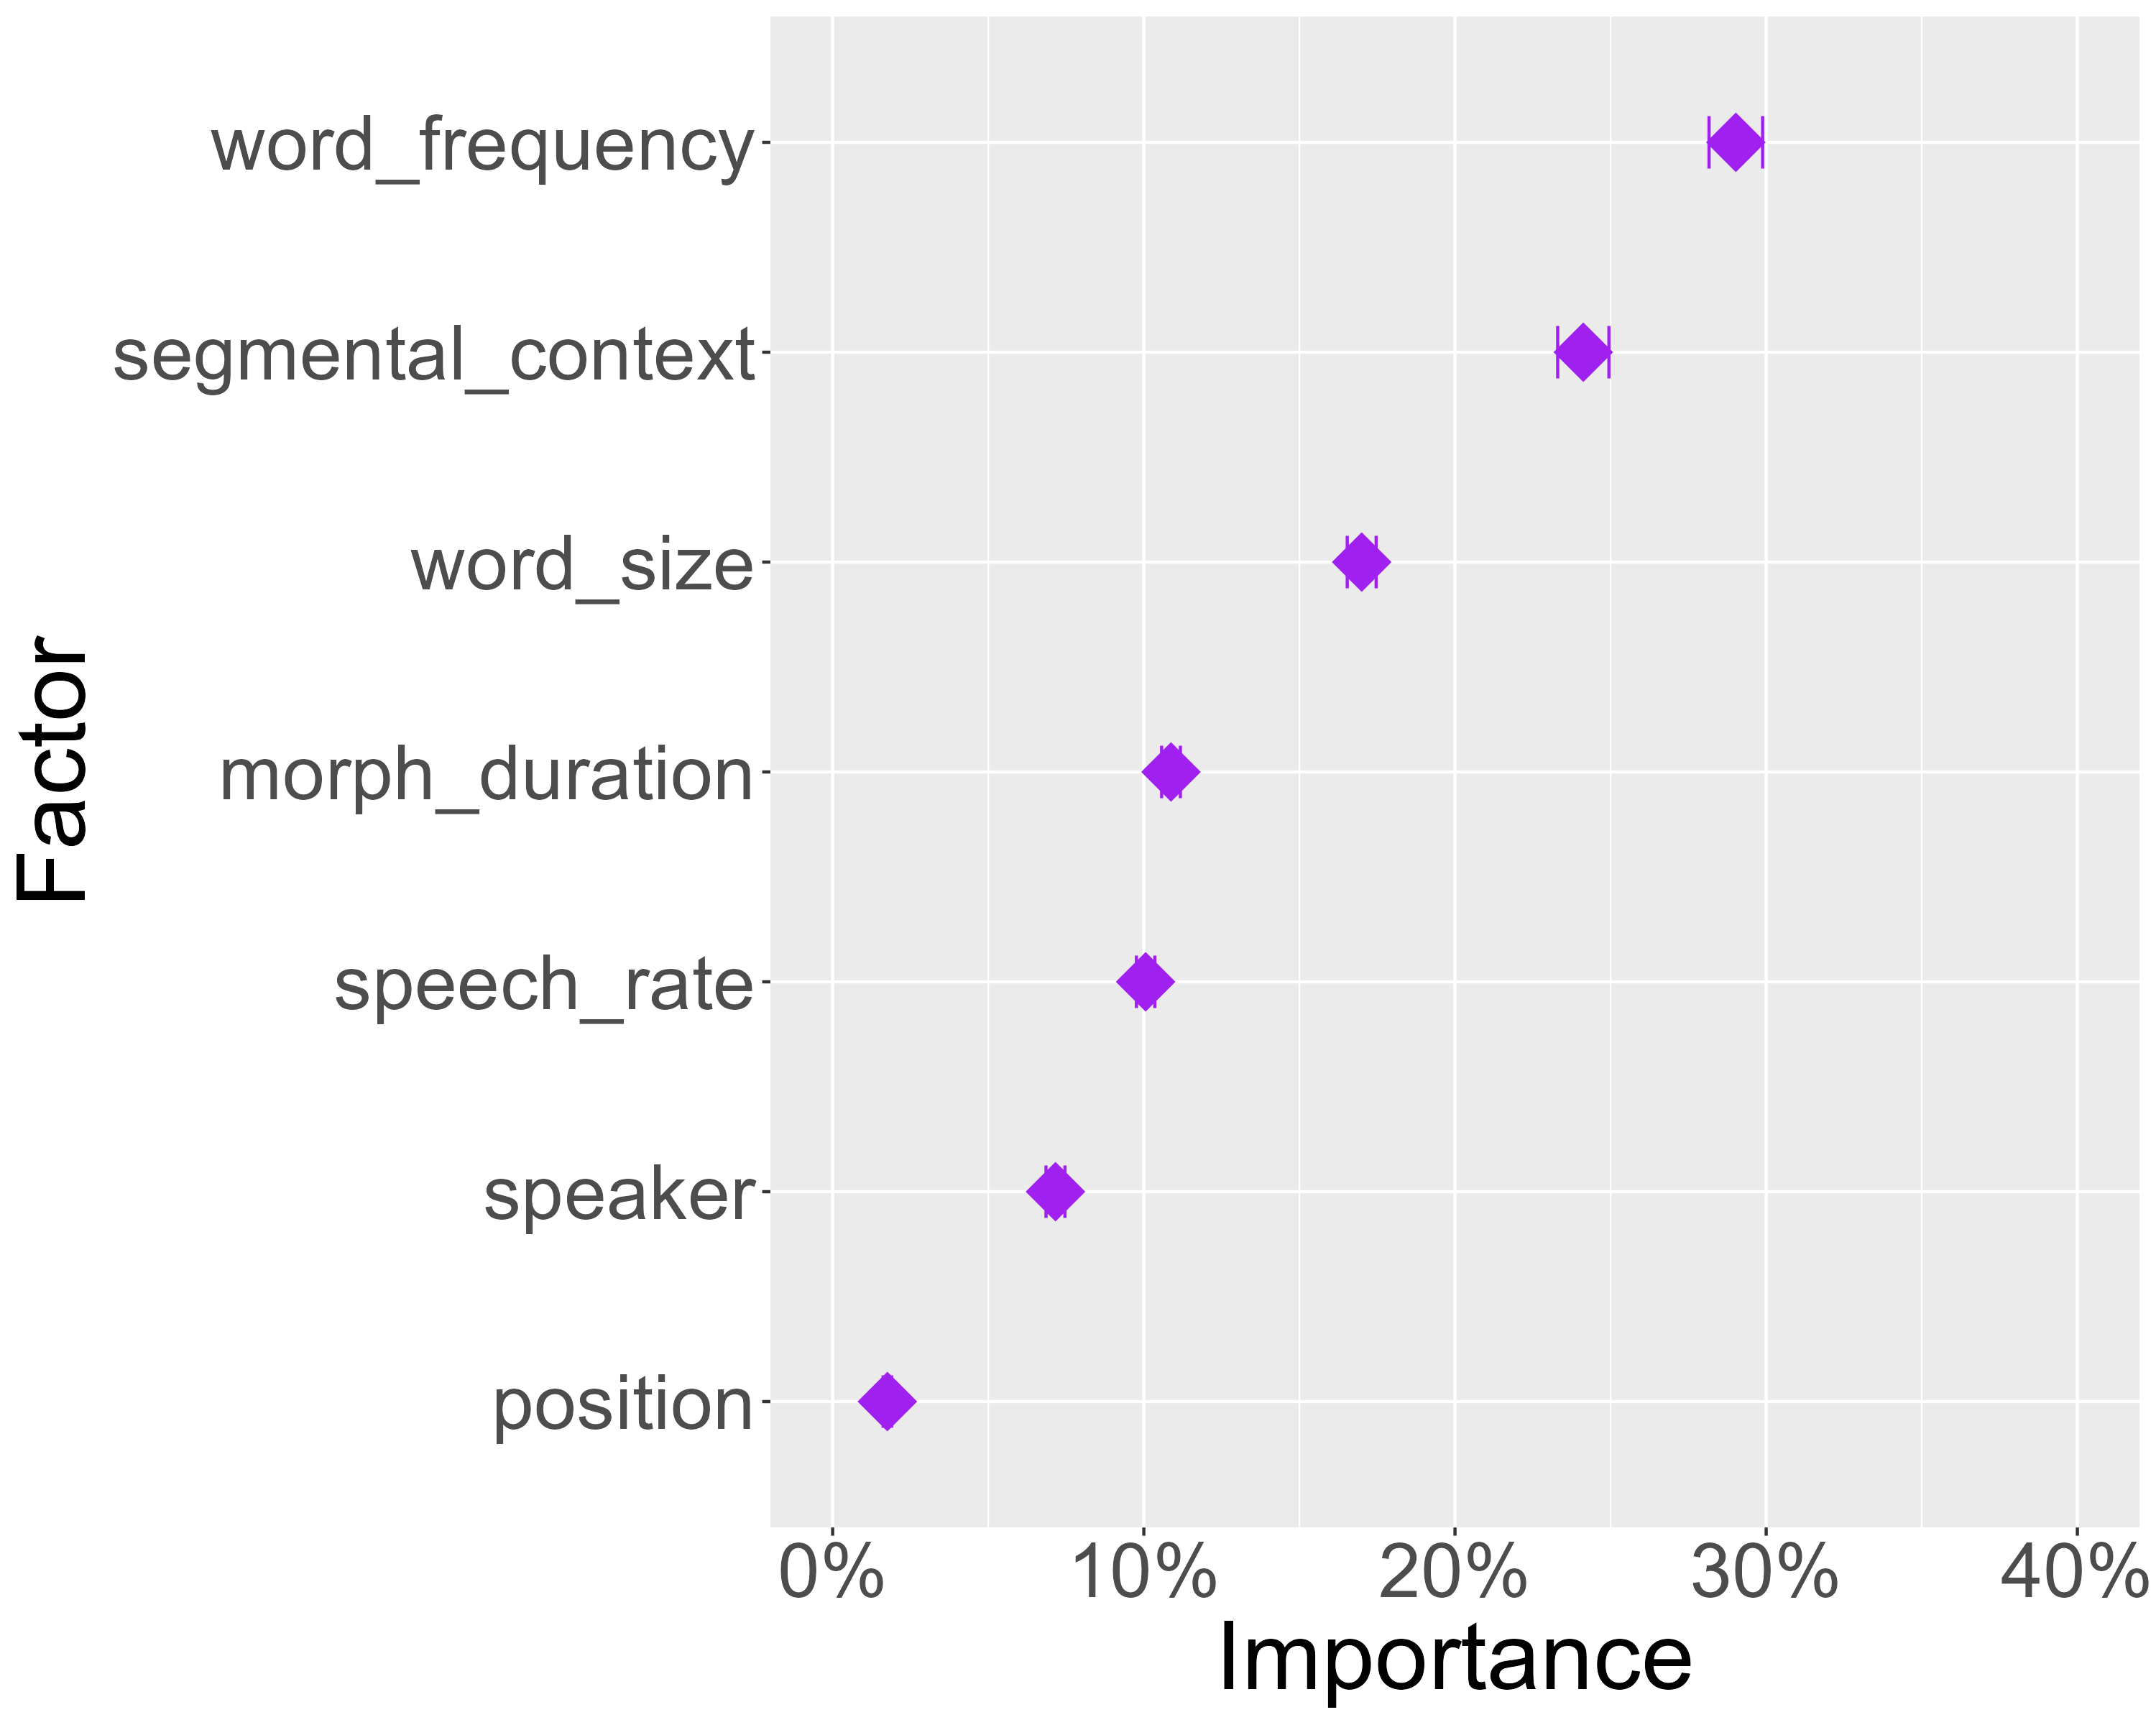 word_frequency
segmental_context
word_size
morph_duration
speech_rate
speaker
position
Factor
0% 10% 20% 30% 40%
Importance